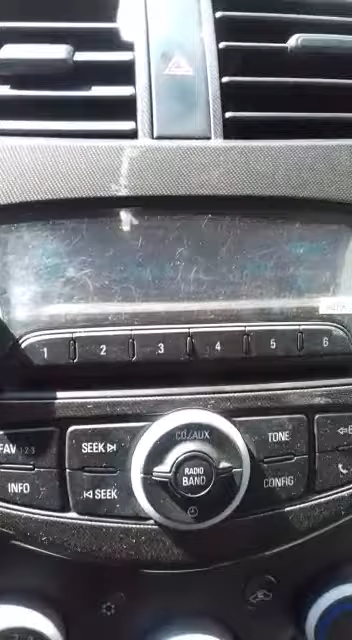 1 2 3 4 5 6
FAV 1·2·3 SEEK CD/AUX TONE
RADIO
BAND
INFO SEEK CONFIG